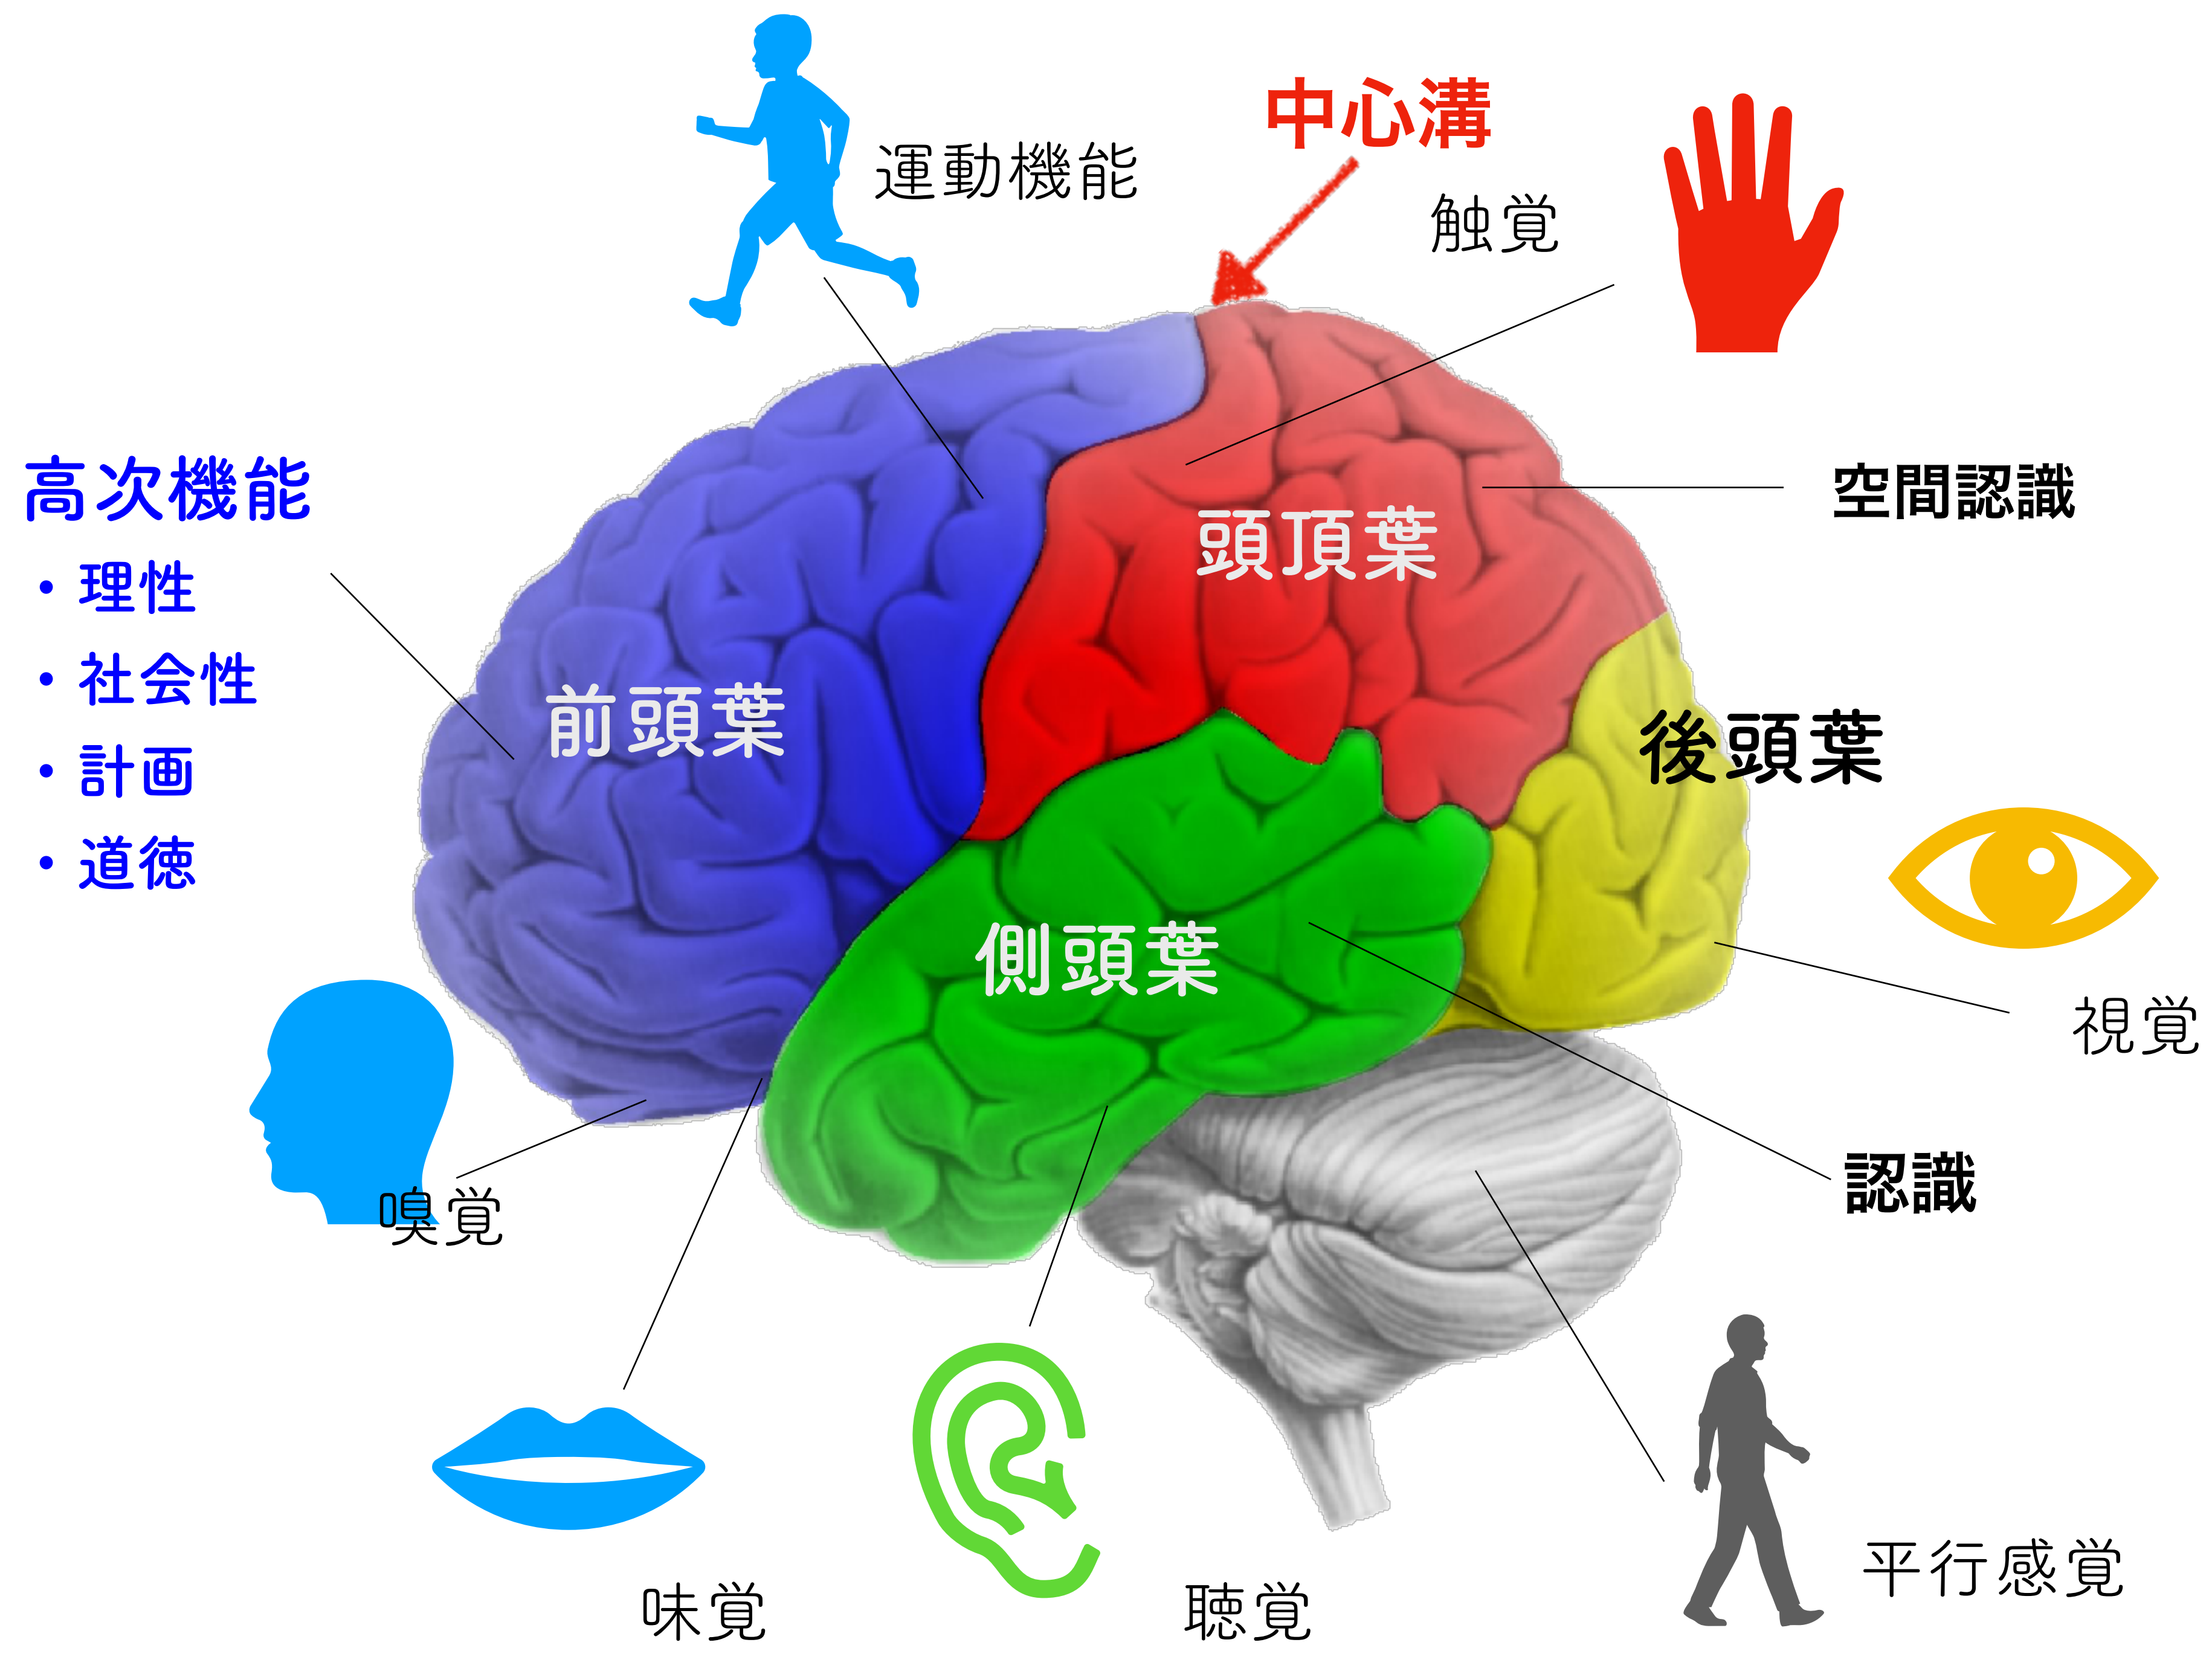 中心溝
運動機能
触覚
高次機能
・理性
・社会性
・計画
・道徳
空間認識
頭頂葉
前頭葉
後頭葉
側頭葉
視覚
認識
嗅覚
味覚
聴覚
平行感覚